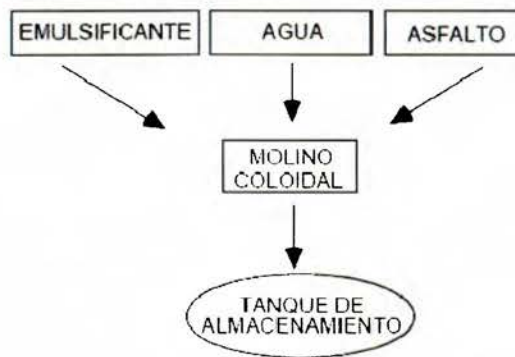 EMULSIFICANTE
AGUA
ASFALTO
MOLINO
COLOIDAL
TANQUE DE
ALMACENAMIENTO